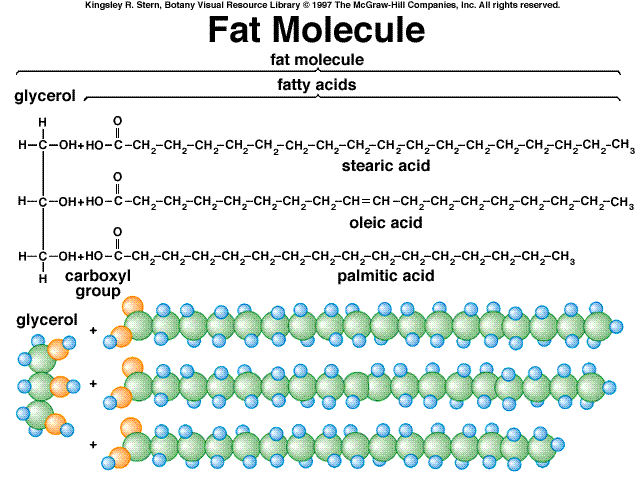 Kingsley R. Stern, Botany Visual Resource Library © 1997 The McGraw-Hill Companies, Inc. All rights reserved.
Fat Molecule
fat molecule
glycerol
fatty acids
H
O
H–C–OH+HO–C–CH2–CH2–CH2–CH2–CH2–CH2–CH2–CH2–CH2–CH2–CH2–CH2–CH2–CH2–CH2–CH2–CH3
stearic acid
O
H–C–OH+HO–C–CH2–CH2–CH2–CH2–CH2–CH2–CH2–CH=CH–CH2–CH2–CH2–CH2–CH2–CH2–CH2–CH3
oleic acid
O
H–C–OH+HO–C–CH2–CH2–CH2–CH2–CH2–CH2–CH2–CH2–CH2–CH2–CH2–CH2–CH2–CH2–CH3
H
carboxyl
group
palmitic acid
glycerol
+
+
+